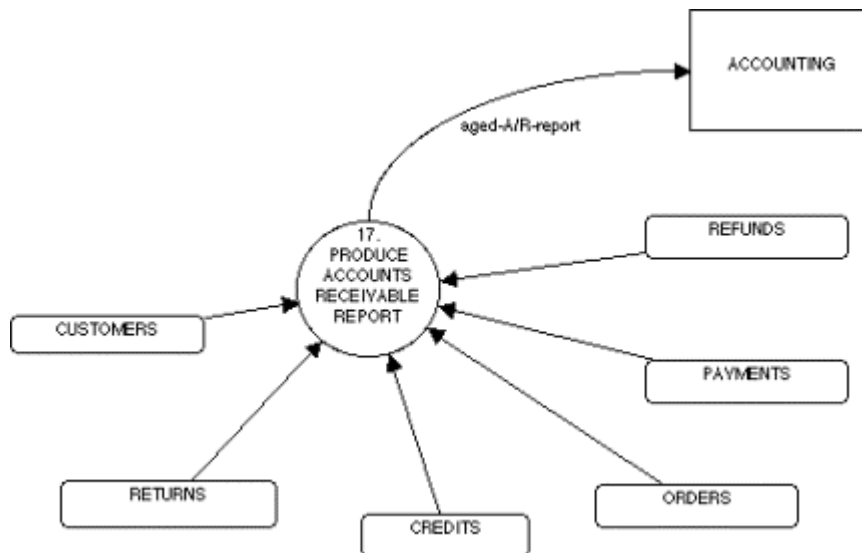 ACCOUNTING
aged-A/R-report
REFUNDS
17.
PRODUCE
ACCOUNTS
RECEIVABLE
REPORT
CUSTOMERS
PAYMENTS
RETURNS
ORDERS
CREDITS